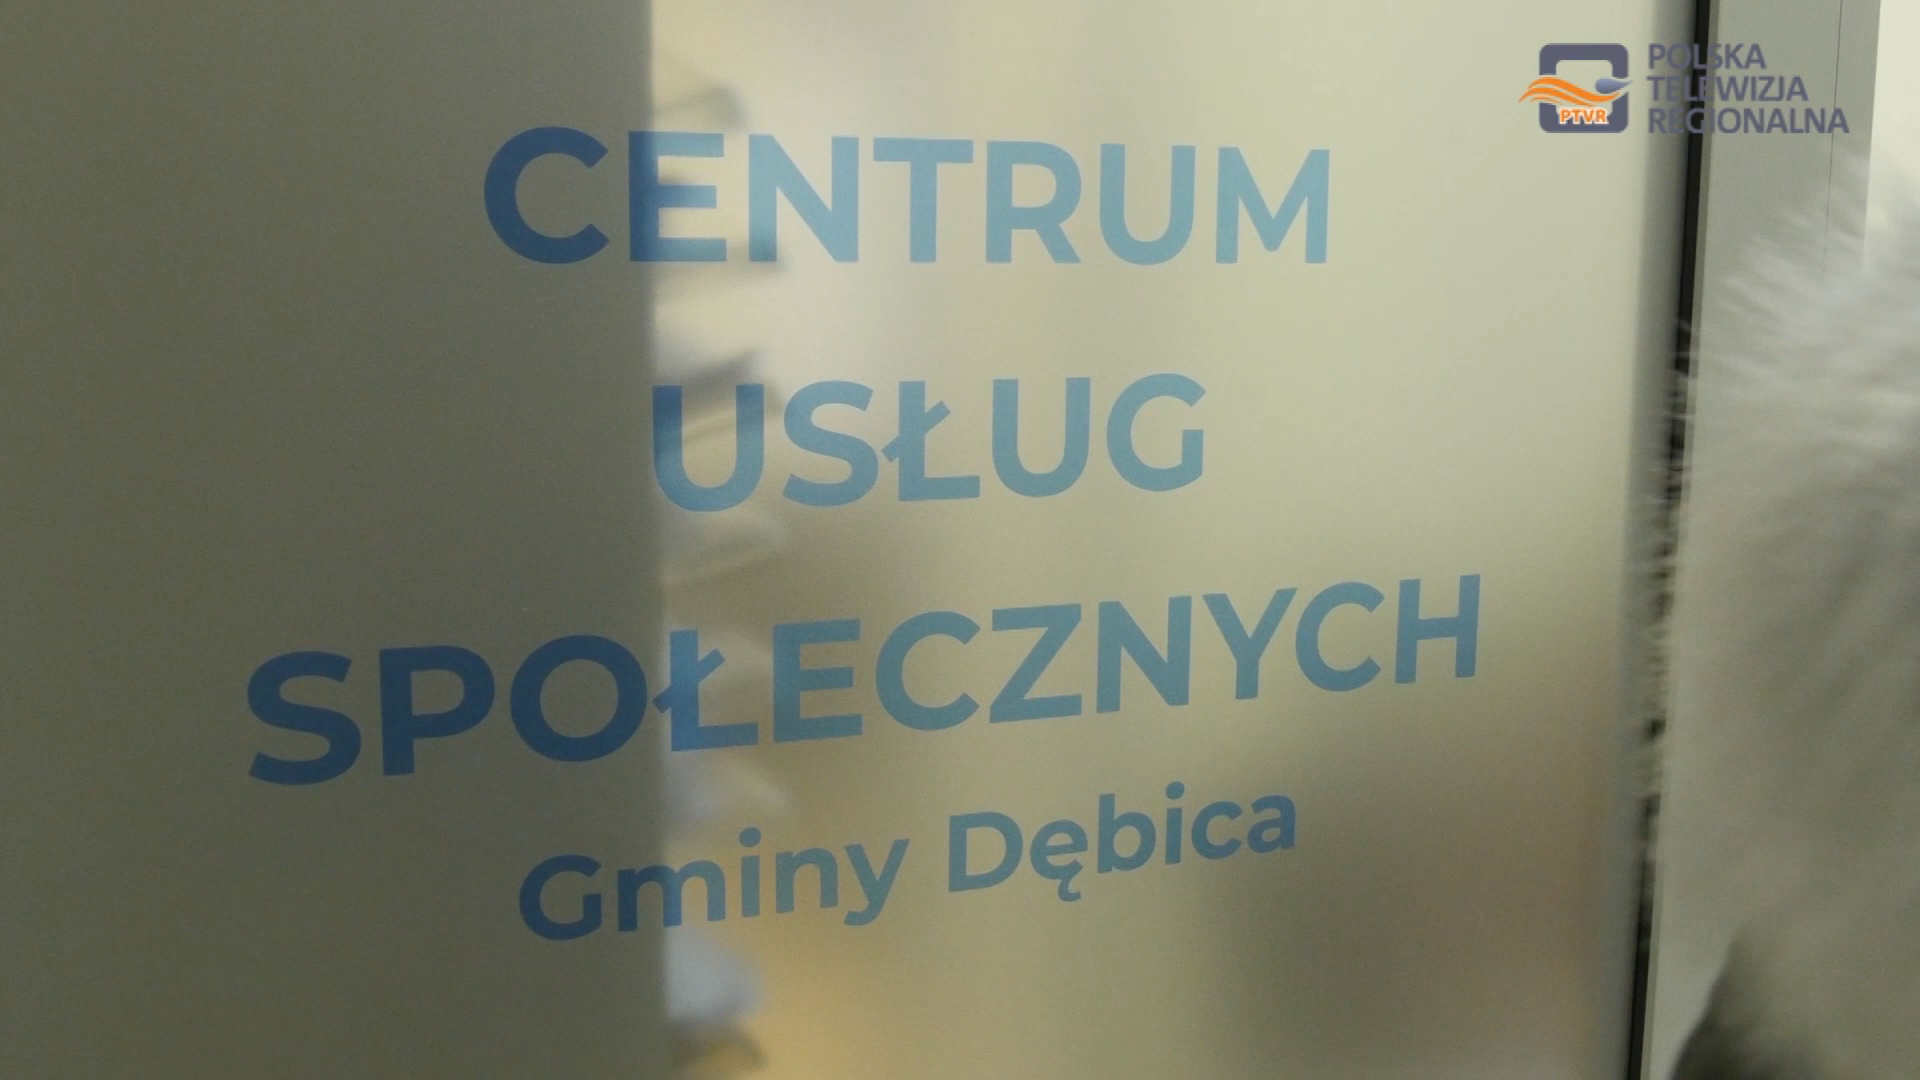 POLSKA
TELEWIZJA
REGIONALNA
PTVR
CENTRUM
USŁUG
SPOŁECZNYCH
Gminy Dębica